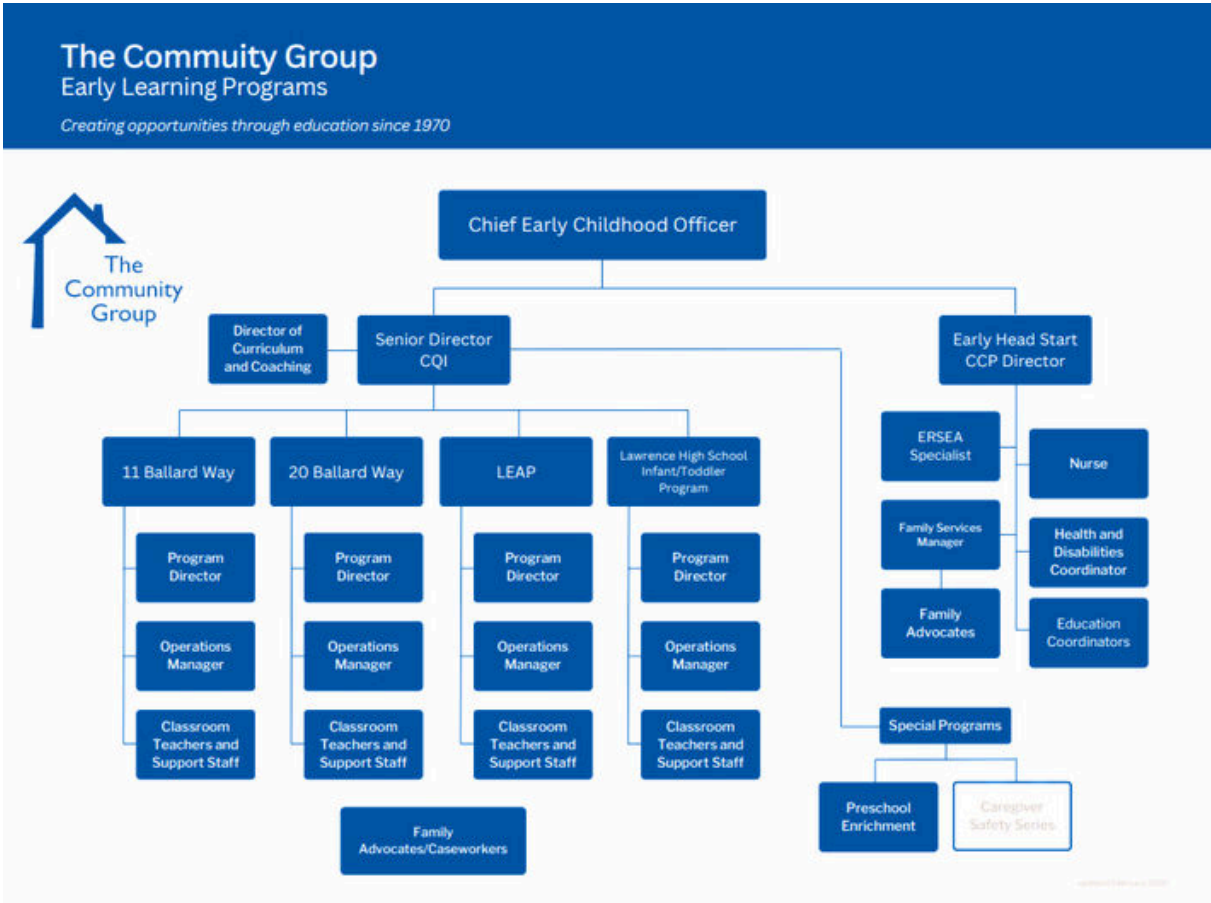 The Commuity Group
Early Learning Programs
Creating opportunities through education since 1970
The
Community
Group
Chief Early Childhood Officer
Director of
Curriculum
and Coaching
Senior Director
CQI
Early Head Start
CCP Director
11 Ballard Way
20 Ballard Way
LEAP
Lawrence High School
Infant/Toddler
Program
ERSEA
Specialist
Nurse
Family Services
Manager
Health and
Disabilities
Coordinator
Family
Advocates
Education
Coordinators
Program
Director
Program
Director
Program
Director
Program
Director
Operations
Manager
Operations
Manager
Operations
Manager
Operations
Manager
Classroom
Teachers and
Support Staff
Classroom
Teachers and
Support Staff
Classroom
Teachers and
Support Staff
Classroom
Teachers and
Support Staff
Special Programs
Preschool
Enrichment
Caregiver
Safety Series
Family
Advocates/Caseworkers